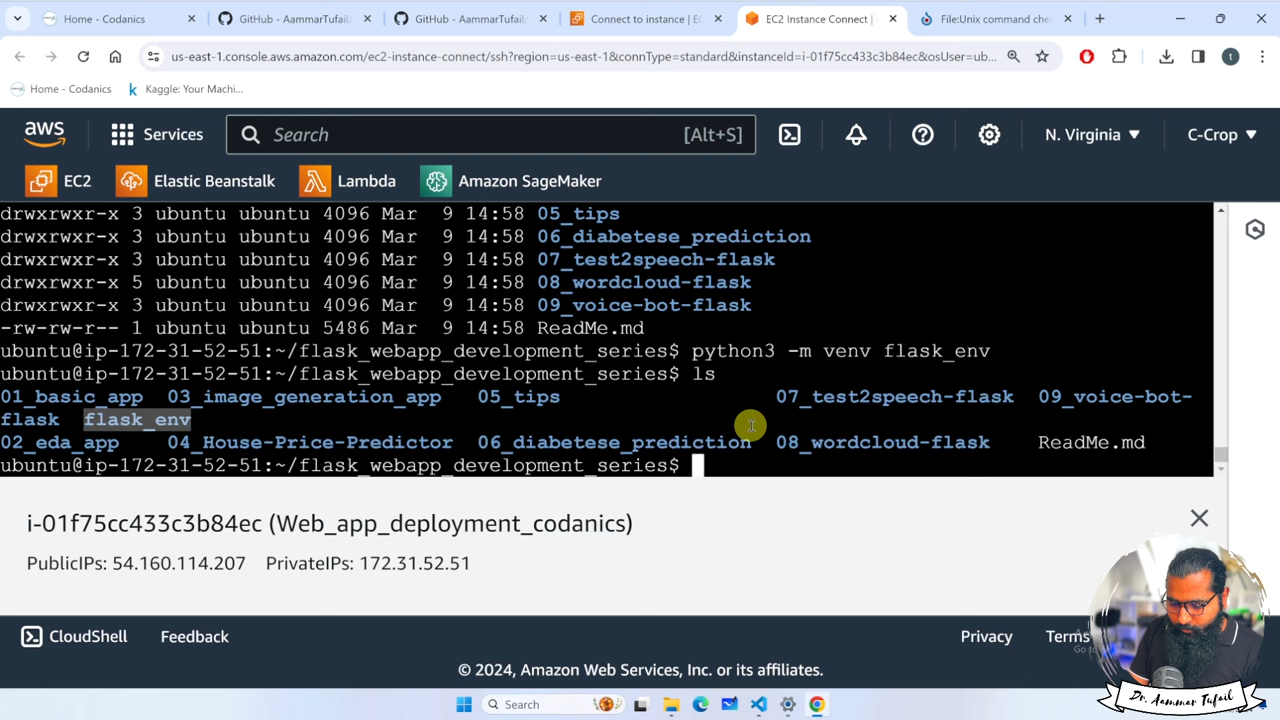 Home - Codanics
GitHub - AammarTufail/
GitHub - AammarTufail/
Connect to instance | EC
EC2 Instance Connect |
File:Unix command che
us-east-1.console.aws.amazon.com/ec2-instance-connect/ssh?region=us-east-1&connType=standard&instanceId=i-01f75cc433c3b84ec&osUser=ub...
t
Home - Codanics
Kaggle: Your Machi...
aws
Services
Search
[Alt+S]
N. Virginia
C-Crop
EC2
Elastic Beanstalk
Lambda
Amazon SageMaker
drwxrwxr-x 3 ubuntu ubuntu 4096 Mar  9 14:58 05_tips
drwxrwxr-x 3 ubuntu ubuntu 4096 Mar  9 14:58 06_diabetese_prediction
drwxrwxr-x 3 ubuntu ubuntu 4096 Mar  9 14:58 07_test2speech-flask
drwxrwxr-x 5 ubuntu ubuntu 4096 Mar  9 14:58 08_wordcloud-flask
drwxrwxr-x 3 ubuntu ubuntu 4096 Mar  9 14:58 09_voice-bot-flask
-rw-rw-r-- 1 ubuntu ubuntu 5486 Mar  9 14:58 ReadMe.md
ubuntu@ip-172-31-52-51:~/flask_webapp_development_series$ python3 -m venv flask_env
ubuntu@ip-172-31-52-51:~/flask_webapp_development_series$ ls
01_basic_app  03_image_generation_app  05_tips  07_test2speech-flask  09_voice-bot-
flask  flask_env
02_eda_app  04_House-Price-Predictor  06_diabetese_prediction  08_wordcloud-flask  ReadMe.md
ubuntu@ip-172-31-52-51:~/flask_webapp_development_series$
i-01f75cc433c3b84ec (Web_app_deployment_codanics)
PublicIPs: 54.160.114.207 PrivateIPs: 172.31.52.51
CloudShell
Feedback
Privacy
Terms
Go to
© 2024, Amazon Web Services, Inc. or its affiliates.
Search
Dr. Aammar Tufail